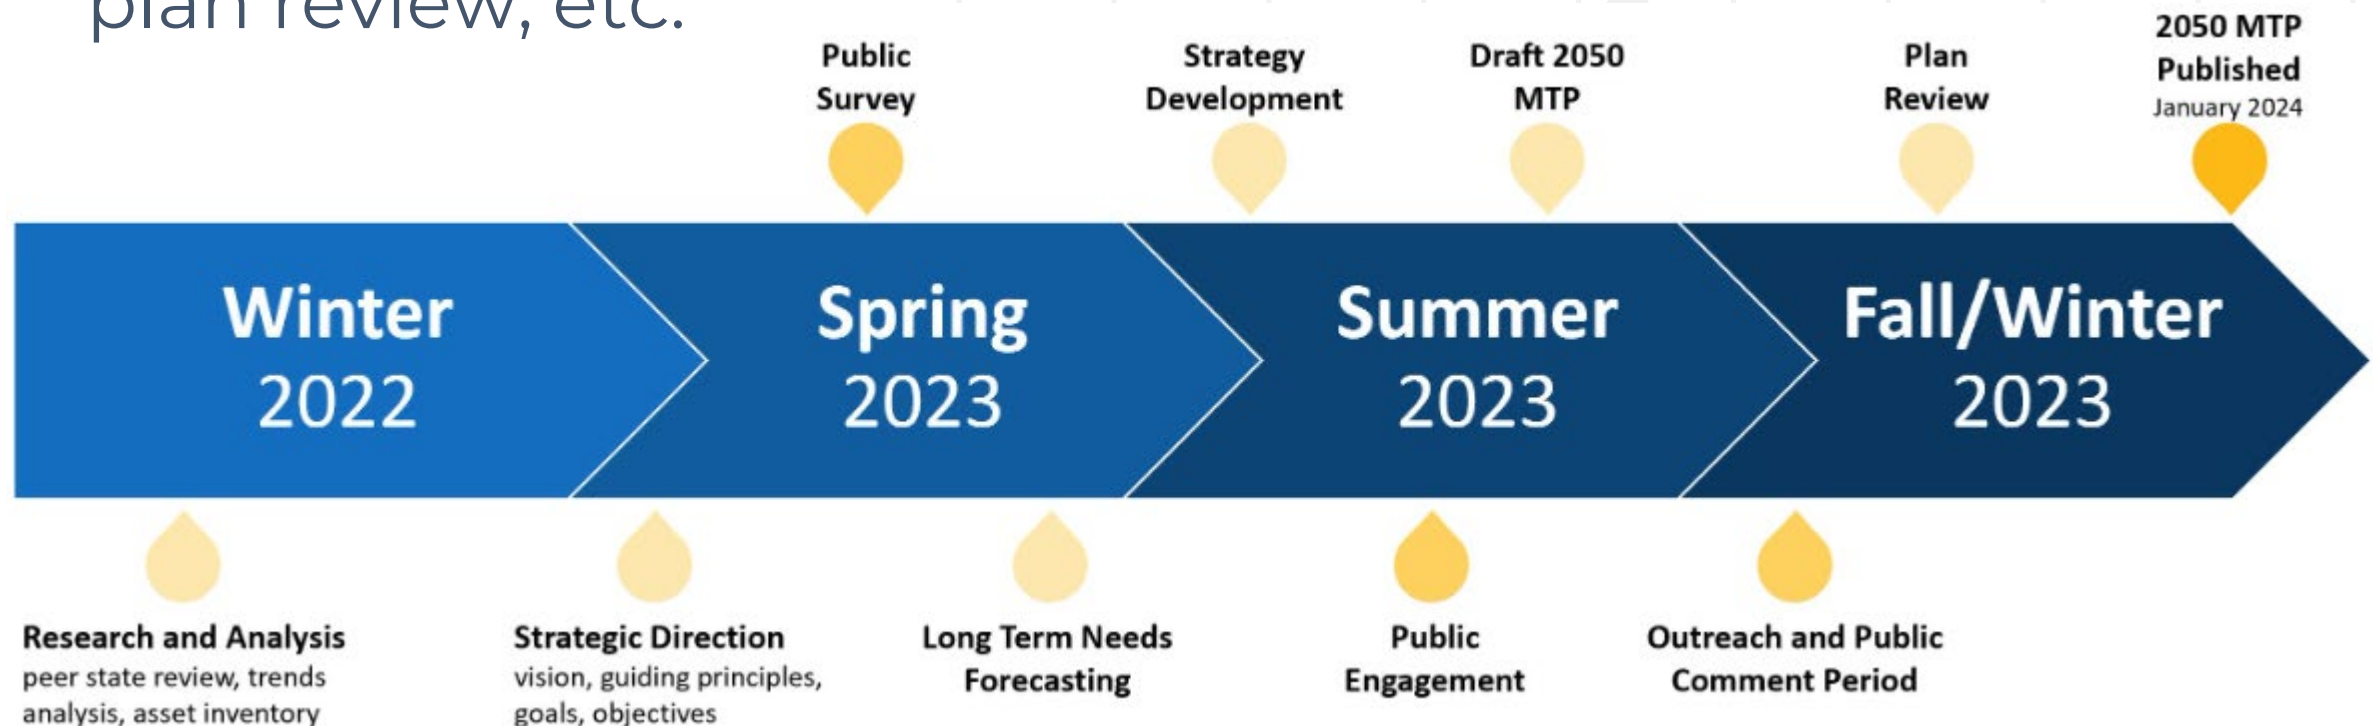 plan review, etc.
Public
Survey
Strategy
Development
Draft 2050
MTP
Plan
Review
2050 MTP
Published
January 2024
Winter
2022
Spring
2023
Summer
2023
Fall/Winter
2023
Research and Analysis
peer state review, trends
analysis, asset inventory
Strategic Direction
vision, guiding principles,
goals, objectives
Long Term Needs
Forecasting
Public
Engagement
Outreach and Public
Comment Period